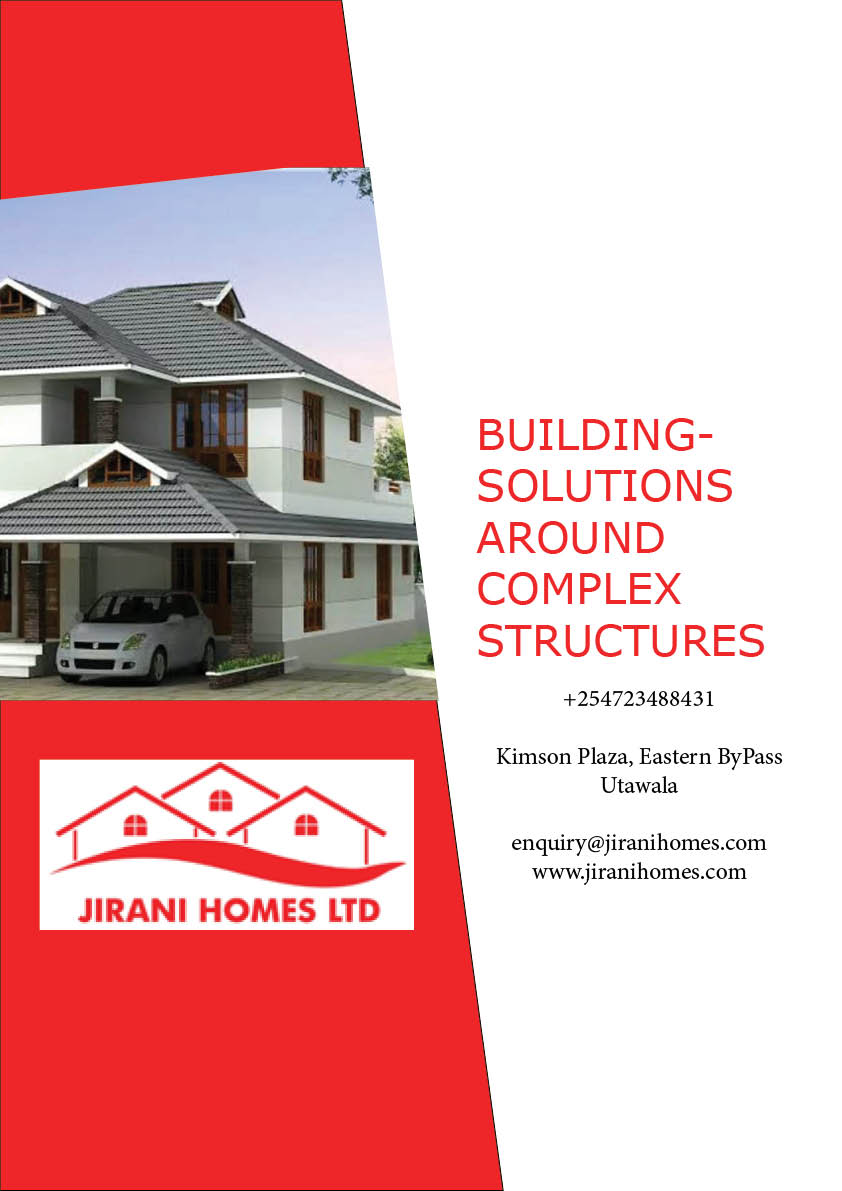 BUILDING-
SOLUTIONS
AROUND
COMPLEX
STRUCTURES
+254723488431
Kimson Plaza, Eastern ByPass
Utawala
enquiry@jiranihomes.com
www.jiranihomes.com
JIRANI HOMES LTD